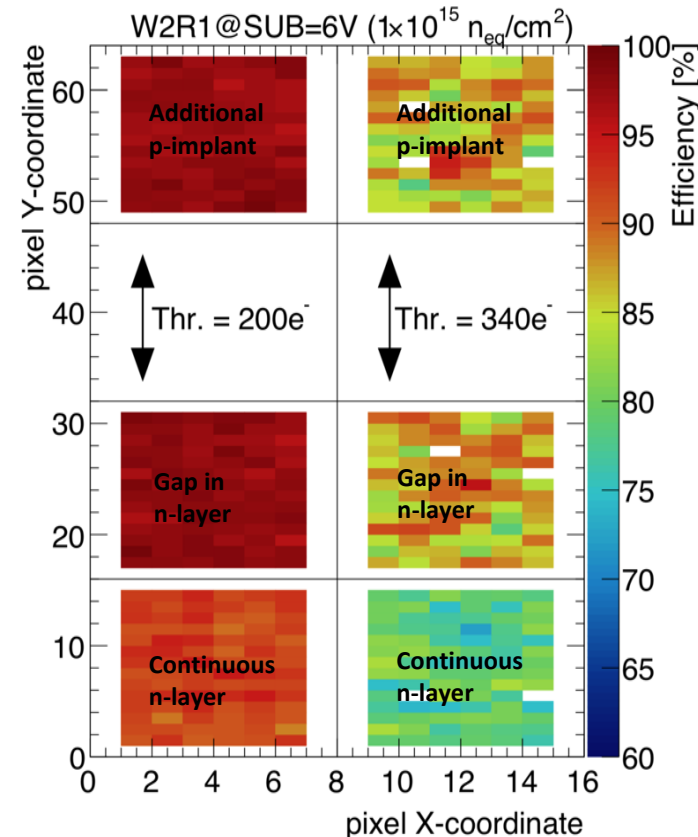 W2R1@SUB=6V (1×10¹⁵ n_eq/cm²)
pixel Y-coordinate
60
50
40
30
20
10
0
Additional
p-implant
Additional
p-implant
Thr. = 200e⁻
Thr. = 340e⁻
Gap in
n-layer
Gap in
n-layer
Continuous
n-layer
Continuous
n-layer
0 2 4 6 8 10 12 14 16
pixel X-coordinate
100
95
90
85
80
75
70
65
60
Efficiency [%]